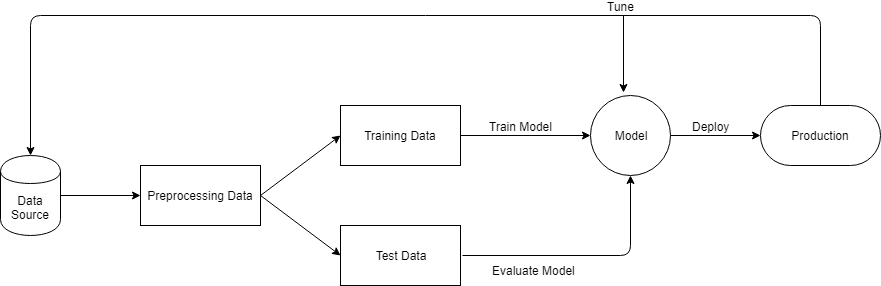 Tune
Training Data
Train Model
Model
Deploy
Production
Data
Source
Preprocessing Data
Test Data
Evaluate Model